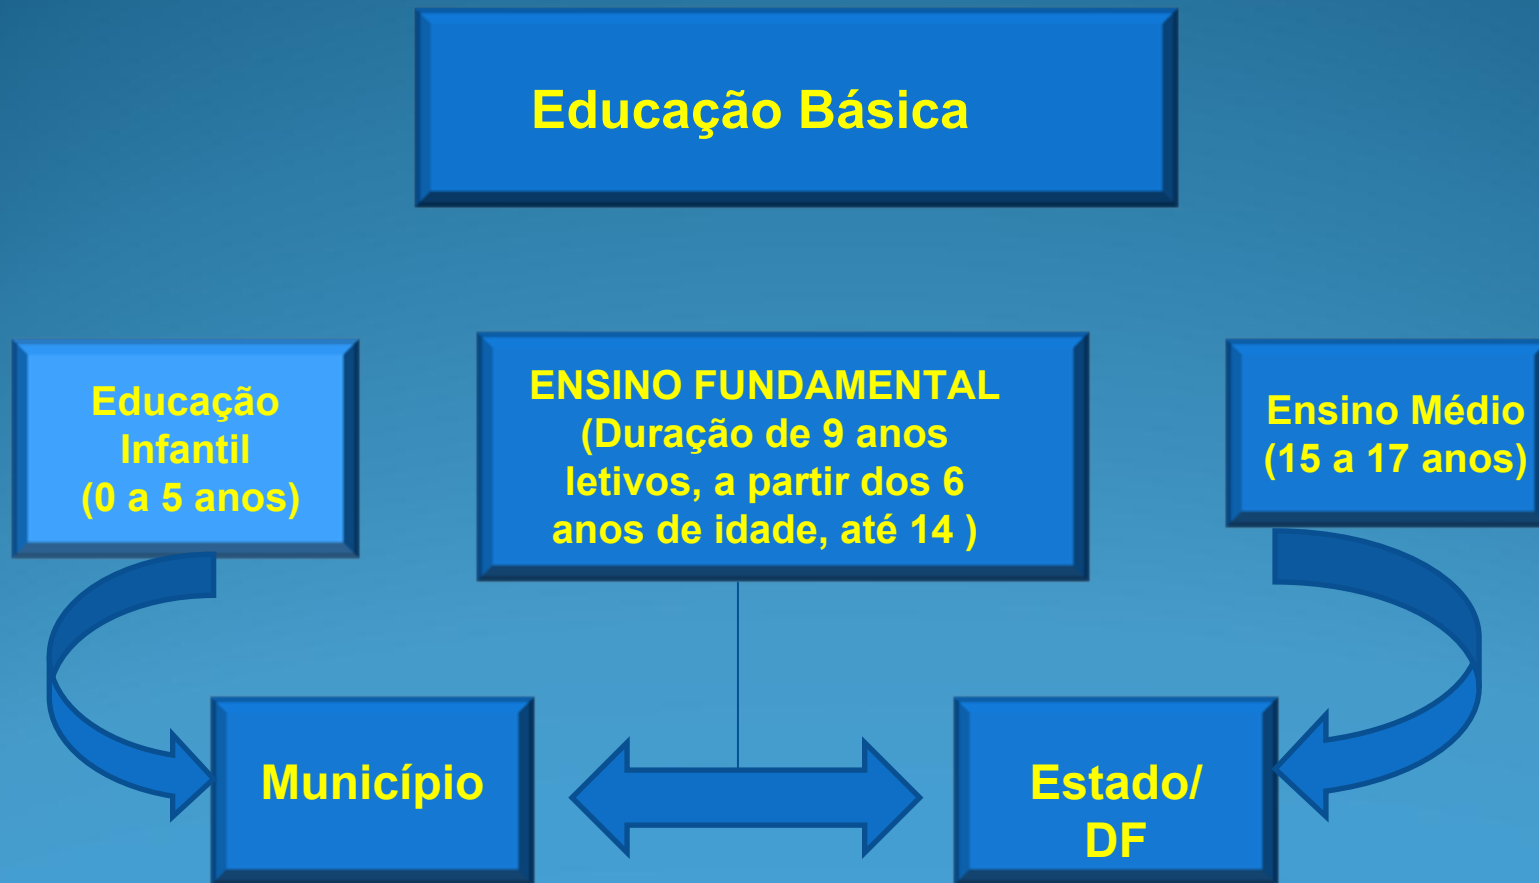 Educação Básica
Educação
Infantil
(0 a 5 anos)
ENSINO FUNDAMENTAL
(Duração de 9 anos
letivos, a partir dos 6
anos de idade, até 14 )
Ensino Médio
(15 a 17 anos)
Município
Estado/
DF